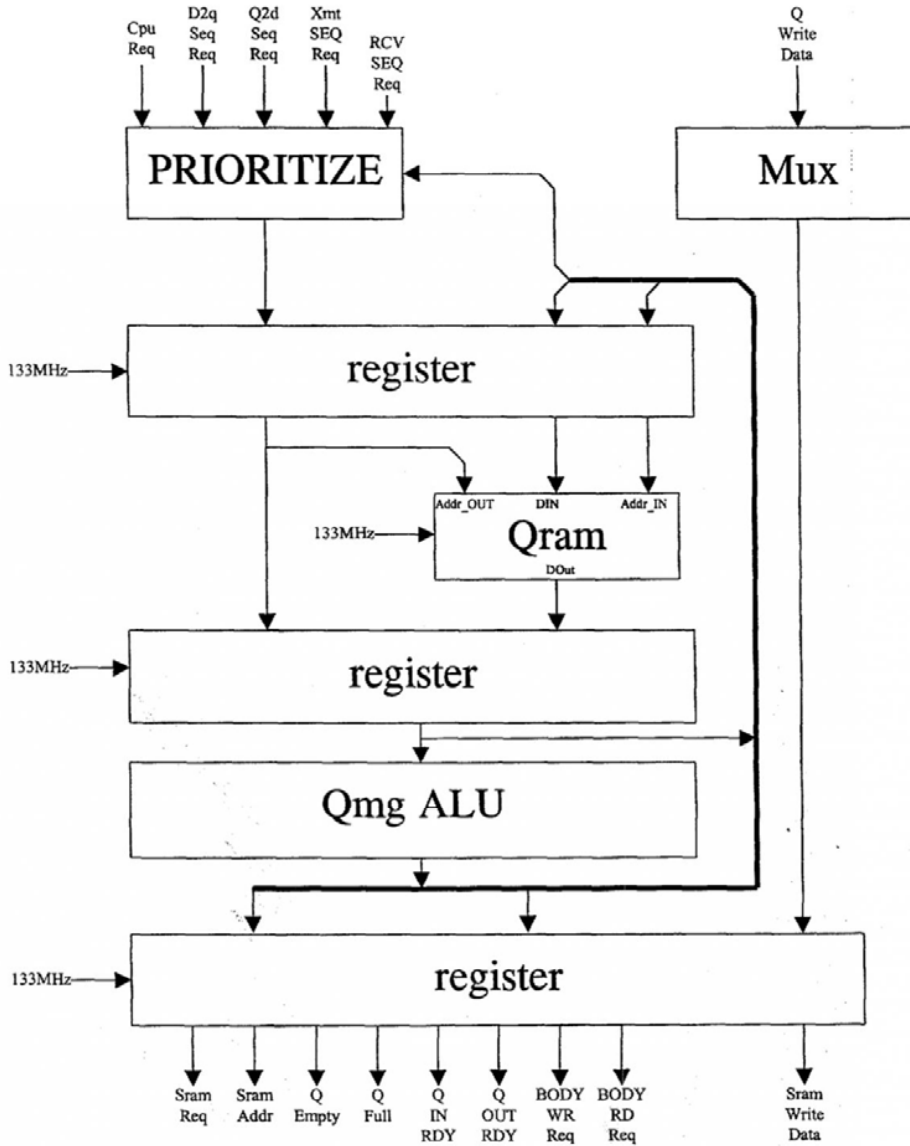 Cpu
Req
D2q
Seq
Req
Q2d
Seq
Req
Xmt
SEQ
Req
RCV
SEQ
Req
Q
Write
Data
PRIORITIZE
Mux
133MHz
register
Addr_OUT
DIN
Addr_IN
133MHz
Qram
DOut
133MHz
register
Qmg ALU
133MHz
register
Sram
Req
Sram
Addr
Q
Empty
Q
Full
Q
IN
RDY
Q
OUT
RDY
BODY
WR
Req
BODY
RD
Req
Sram
Write
Data